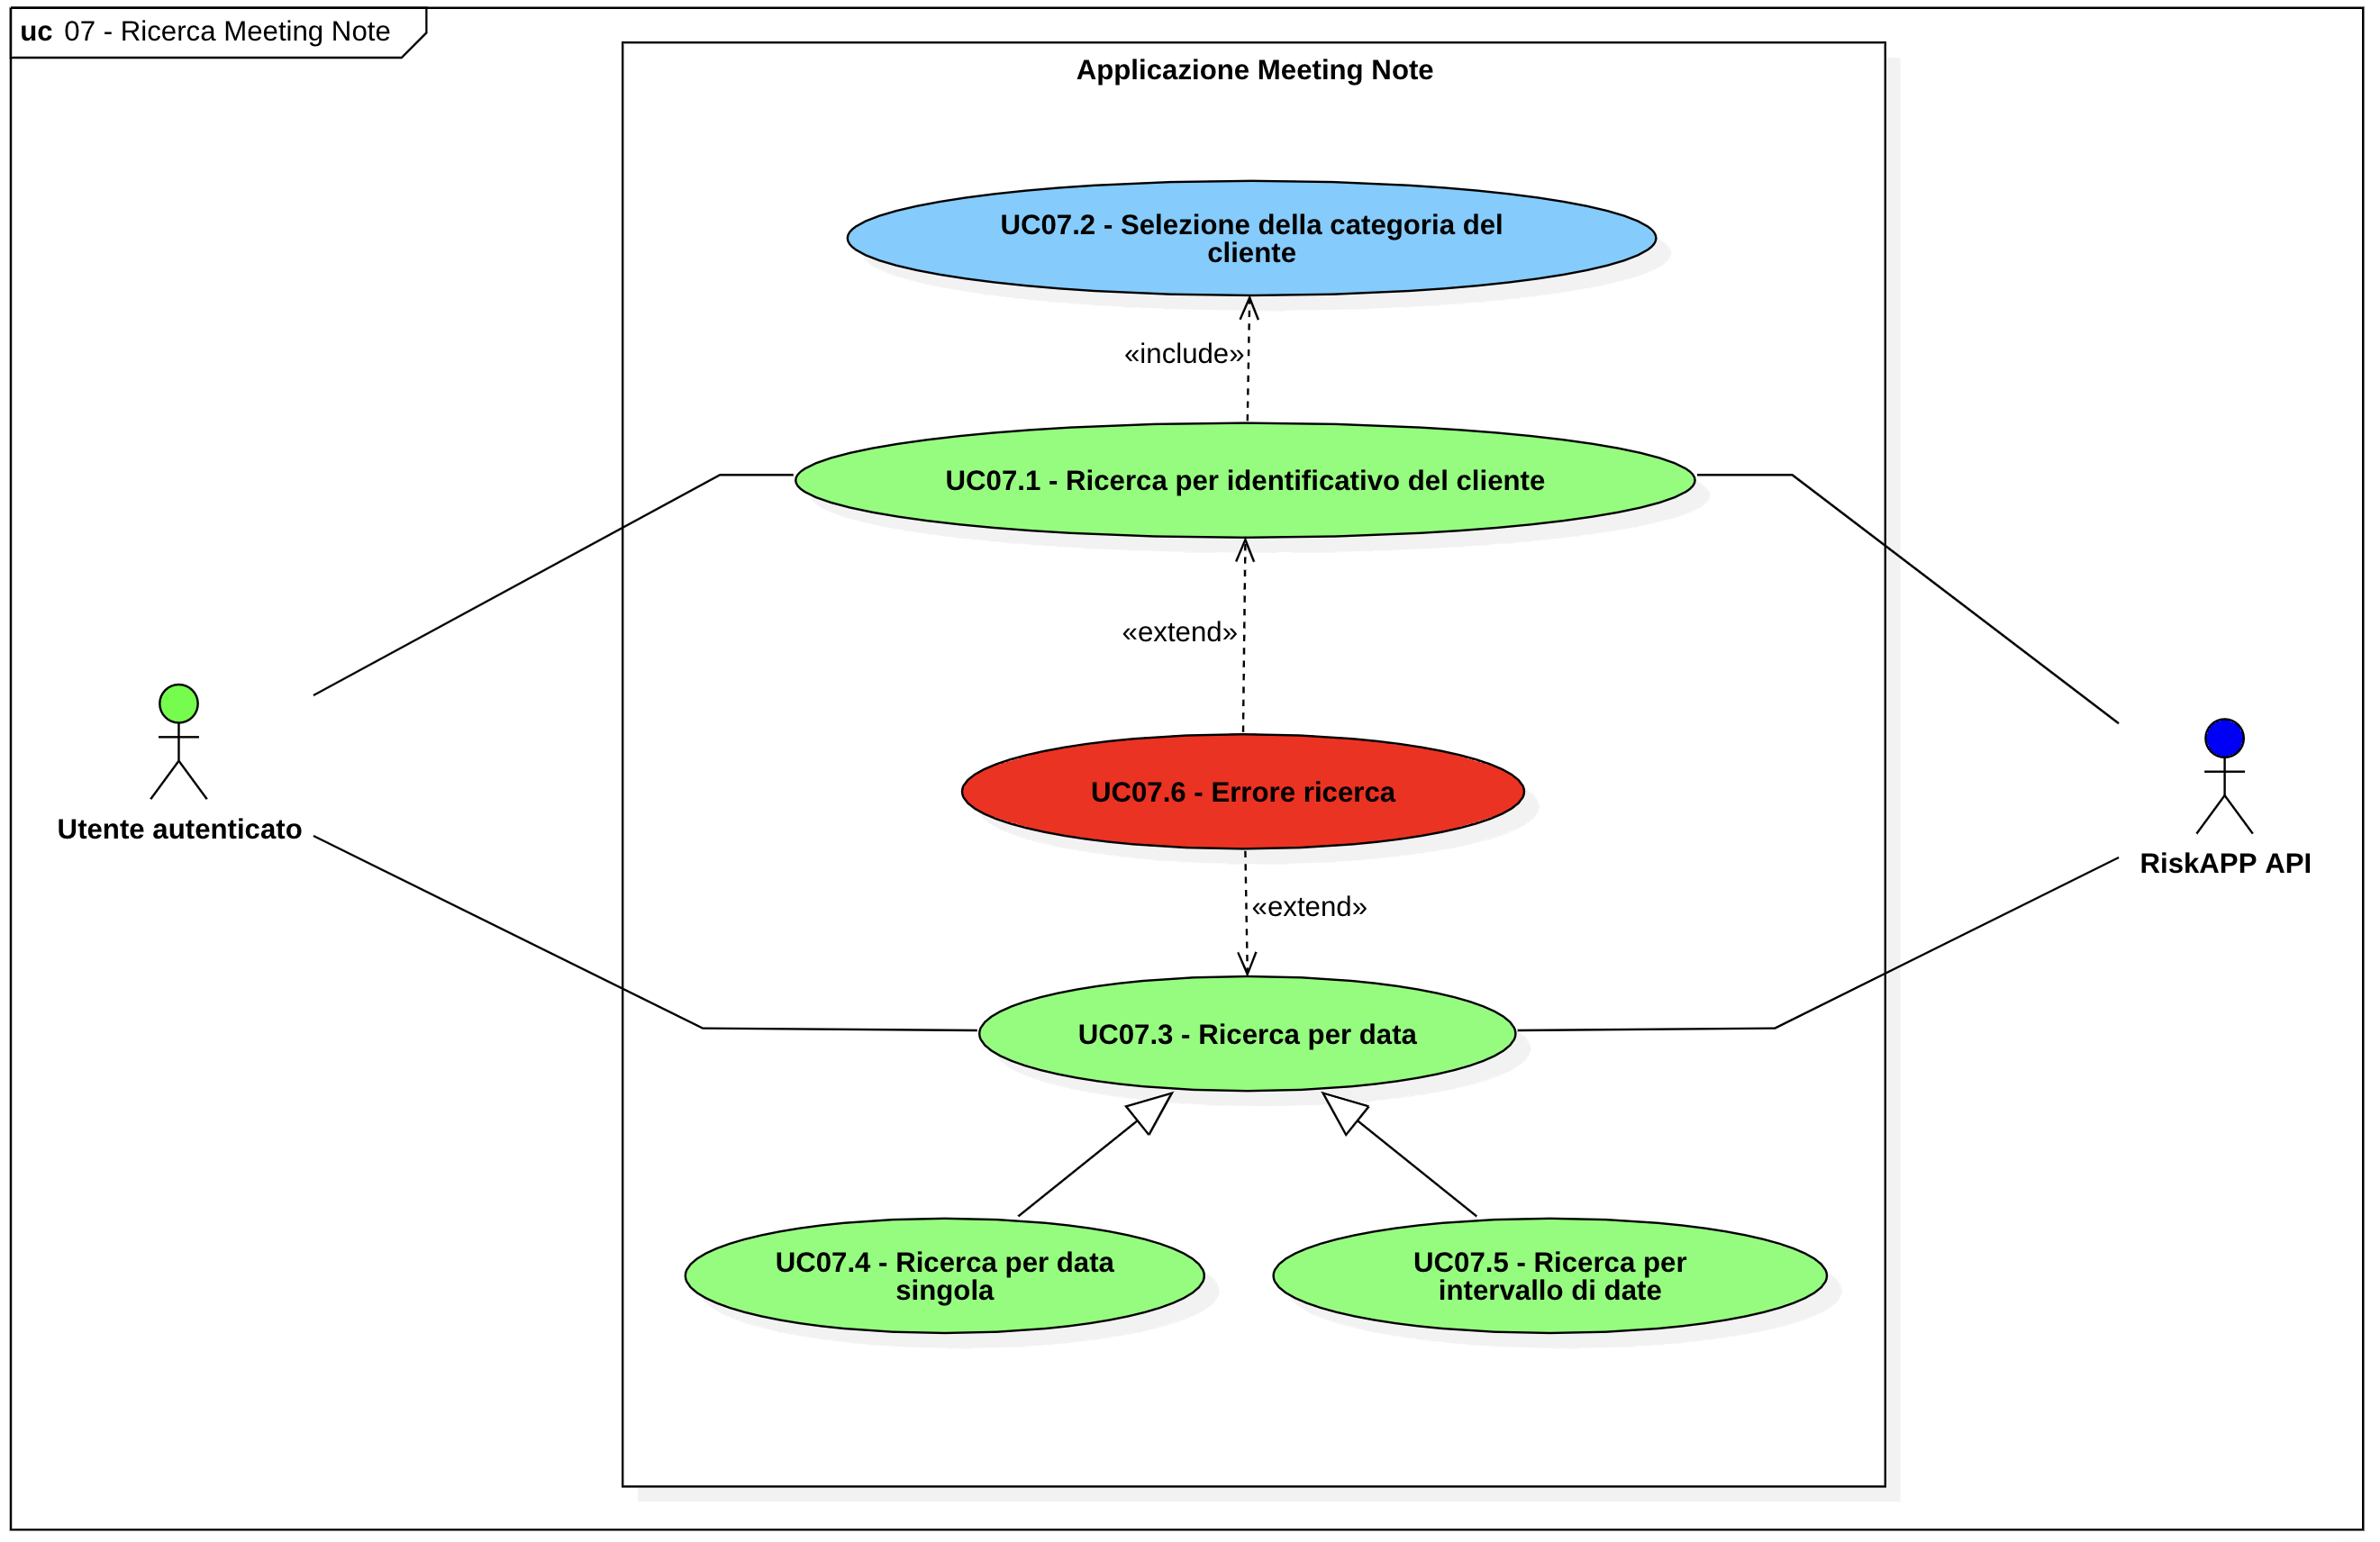 uc 07 - Ricerca Meeting Note
Applicazione Meeting Note
UC07.2 - Selezione della categoria del
cliente
«include»
UC07.1 - Ricerca per identificativo del cliente
«extend»
UC07.6 - Errore ricerca
Utente autenticato
RiskAPP API
«extend»
UC07.3 - Ricerca per data
UC07.4 - Ricerca per data
singola
UC07.5 - Ricerca per
intervallo di date